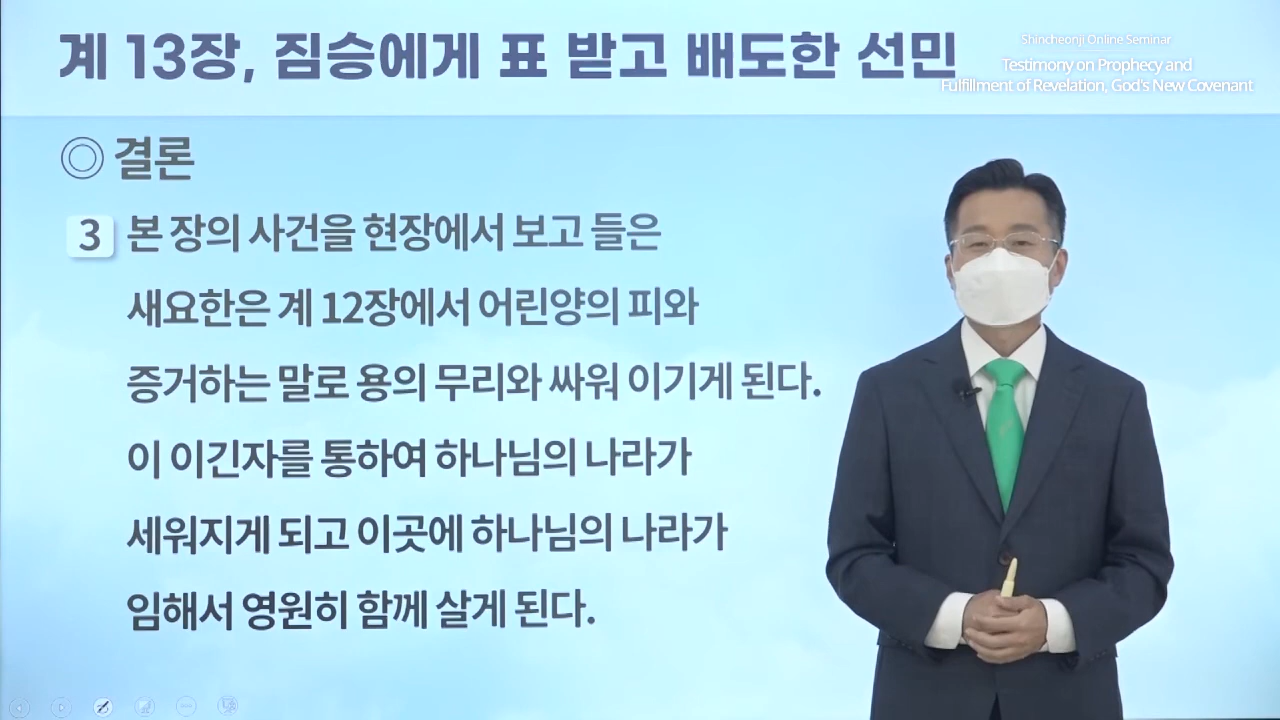 계 13장, 짐승에게 표 받고 배도한 선민
Shincheonji Online Seminar
Testimony on Prophecy and
Fulfillment of Revelation, God's New Covenant
◎ 결론
3 본 장의 사건을 현장에서 보고 들은
새요한은 계 12장에서 어린양의 피와
증거하는 말로 용의 무리와 싸워 이기게 된다.
이 이긴자를 통하여 하나님의 나라가
세워지게 되고 이곳에 하나님의 나라가
임해서 영원히 함께 살게 된다.